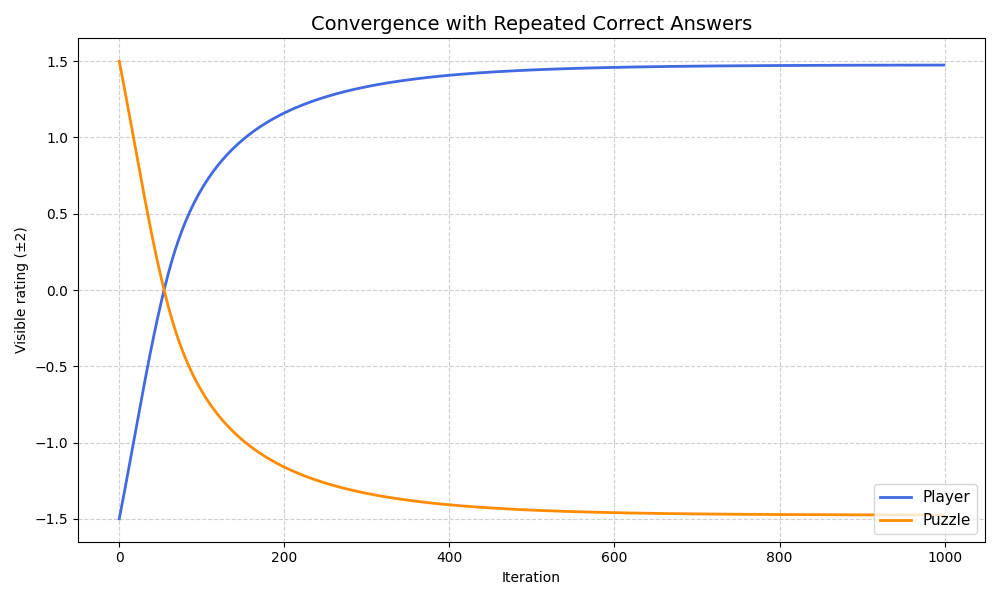 Convergence with Repeated Correct Answers
Visible rating (±2)
1.5
1.0
0.5
0.0
−0.5
−1.0
−1.5
0 200 400 600 800 1000
Iteration
Player
Puzzle